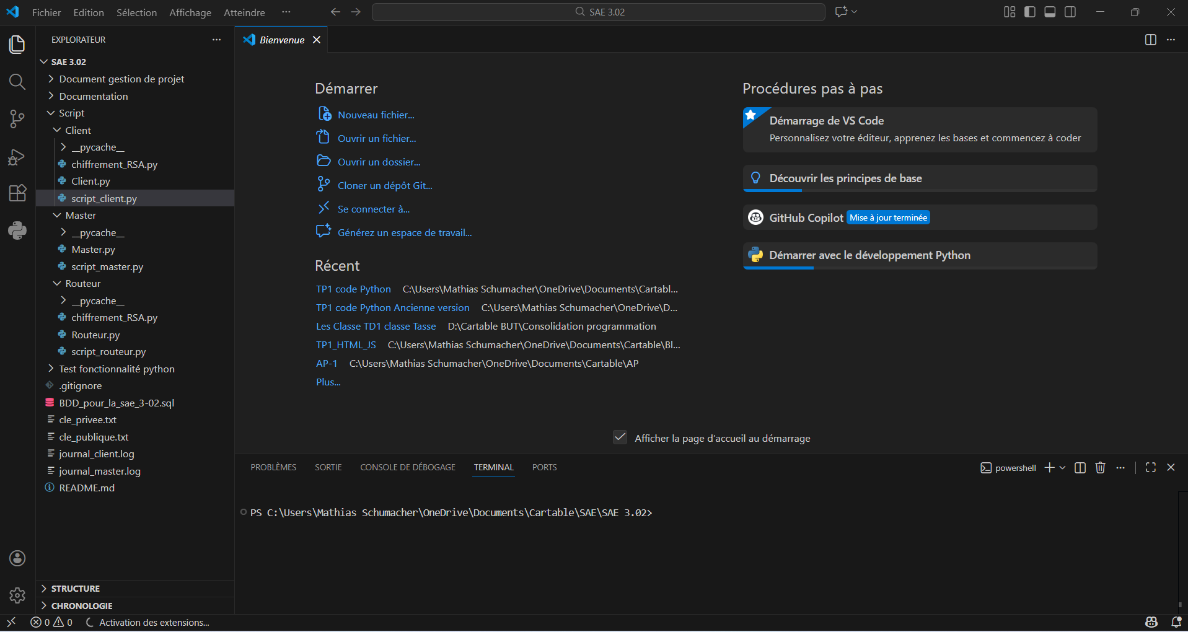 Fichier Edition Sélection Affichage Atteindre ··· SAE 3.02
EXPLORATEUR ···
SAE 3.02
Document gestion de projet
Documentation
Script
Client
__pycache__
chiffrement_RSA.py
Client.py
script_client.py
Master
__pycache__
Master.py
script_master.py
Routeur
__pycache__
chiffrement_RSA.py
Routeur.py
script_routeur.py
Test fonctionnalité python
.gitignore
BDD_pour_la_sae_3-02.sql
cle_privee.txt
cle_publique.txt
journal_client.log
journal_master.log
README.md
STRUCTURE
CHRONOLOGIE
Bienvenue
Démarrer
Nouveau fichier...
Ouvrir un fichier...
Ouvrir un dossier...
Cloner un dépôt Git...
Se connecter à...
Générez un espace de travail...
Récent
TP1 code Python C:\Users\Mathias Schumacher\OneDrive\Documents\Cartabl...
TP1 code Python Ancienne version C:\Users\Mathias Schumacher\OneDrive\D...
Les Classe TD1 classe Tasse D:\Cartable BUT\Consolidation programmation
TP1_HTML_JS C:\Users\Mathias Schumacher\OneDrive\Documents\Cartable\Bl...
AP-1 C:\Users\Mathias Schumacher\OneDrive\Documents\Cartable\AP
Plus...
Procédures pas à pas
Démarrage de VS Code
Personnalisez votre éditeur, apprenez les bases et commencez à coder
Découvrir les principes de base
GitHub Copilot Mise à jour terminée
Démarrer avec le développement Python
Afficher la page d'accueil au démarrage
PROBLÈMES SORTIE CONSOLE DE DÉBOGAGE TERMINAL PORTS powershell
PS C:\Users\Mathias Schumacher\OneDrive\Documents\Cartable\SAE\SAE 3.02>
0 0 Activation des extensions...